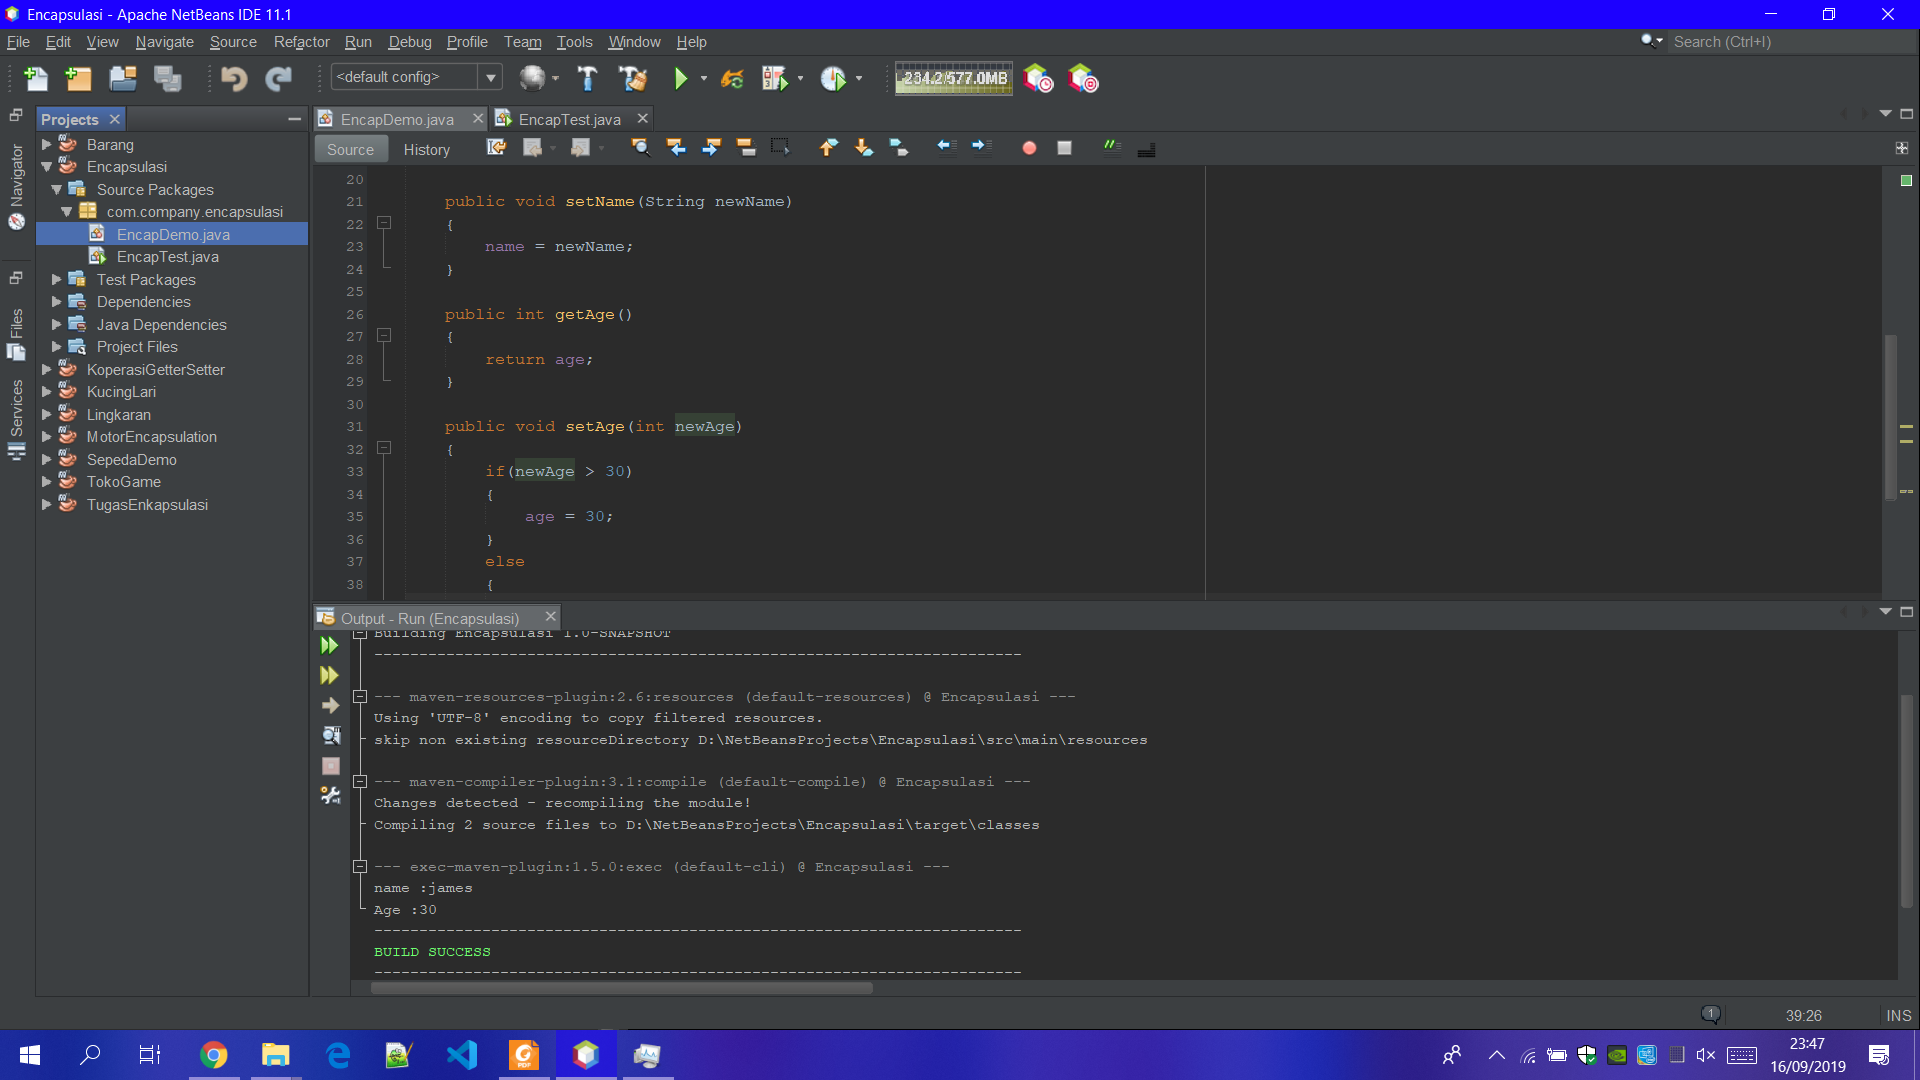 Encapsulasi - Apache NetBeans IDE 11.1
File Edit View Navigate Source Refactor Run Debug Profile Team Tools Window Help
Search (Ctrl+I)
<default config>
234.2/577.0MB
Projects
Navigator
Files
Services
Barang
Encapsulasi
Source Packages
com.company.encapsulasi
EncapDemo.java
EncapTest.java
Test Packages
Dependencies
Java Dependencies
Project Files
KoperasiGetterSetter
KucingLari
Lingkaran
MotorEncapsulation
SepedaDemo
TokoGame
TugasEnkapsulasi
EncapDemo.java EncapTest.java
Source History
20
21 public void setName(String newName)
22 {
23 name = newName;
24 }
25
26 public int getAge()
27 {
28 return age;
29 }
30
31 public void setAge(int newAge)
32 {
33 if(newAge > 30)
34 {
35 age = 30;
36 }
37 else
38 {
Output - Run (Encapsulasi)
Building Encapsulasi 1.0-SNAPSHOT
------------------------------------------------------------------------
--- maven-resources-plugin:2.6:resources (default-resources) @ Encapsulasi ---
Using 'UTF-8' encoding to copy filtered resources.
skip non existing resourceDirectory D:\NetBeansProjects\Encapsulasi\src\main\resources
--- maven-compiler-plugin:3.1:compile (default-compile) @ Encapsulasi ---
Changes detected - recompiling the module!
Compiling 2 source files to D:\NetBeansProjects\Encapsulasi\target\classes
--- exec-maven-plugin:1.5.0:exec (default-cli) @ Encapsulasi ---
name :james
Age :30
------------------------------------------------------------------------
BUILD SUCCESS
------------------------------------------------------------------------
1
39:26 INS
23:47
16/09/2019